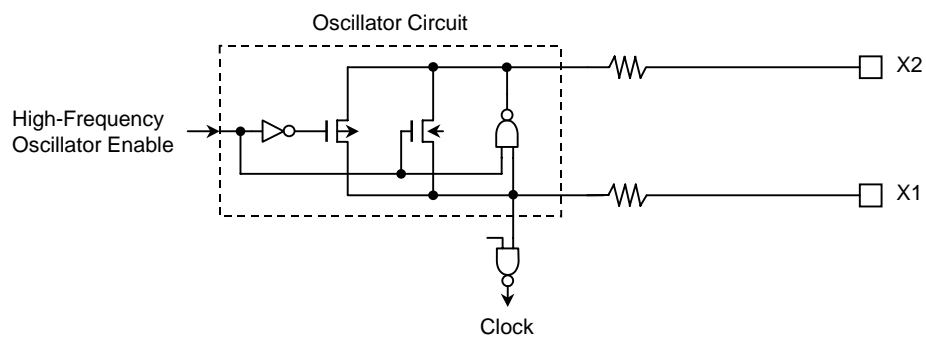 Oscillator Circuit
X2
High-Frequency
Oscillator Enable
X1
Clock